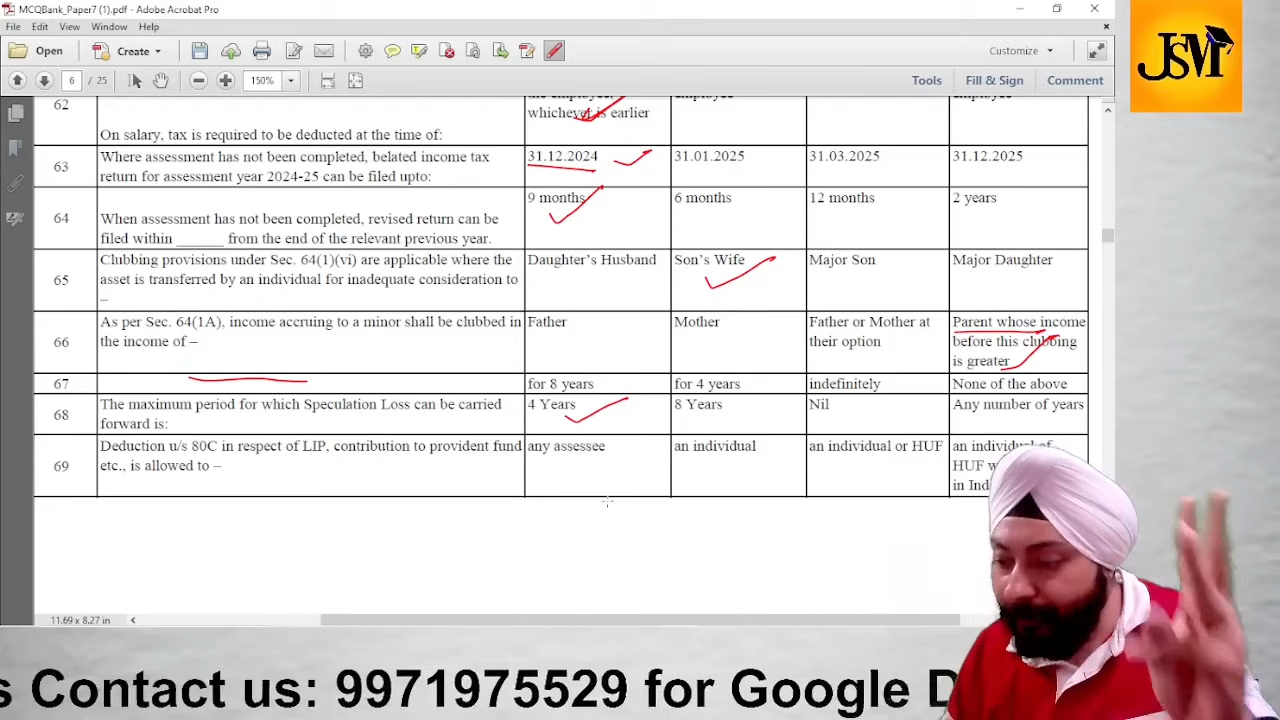 MCQBank_Paper7 (1).pdf - Adobe Acrobat Pro
File Edit View Window Help
Open Create Customize
6 / 25 150% Tools Fill & Sign Comment
JSM
62 On salary, tax is required to be deducted at the time of: the employee, whichever is earlier employee employee
63 Where assessment has not been completed, belated income tax return for assessment year 2024-25 can be filed upto: 31.12.2024 31.01.2025 31.03.2025 31.12.2025
64 When assessment has not been completed, revised return can be filed within _______ from the end of the relevant previous year. 9 months 6 months 12 months 2 years
65 Clubbing provisions under Sec. 64(1)(vi) are applicable where the asset is transferred by an individual for inadequate consideration to – Daughter's Husband Son's Wife Major Son Major Daughter
66 As per Sec. 64(1A), income accruing to a minor shall be clubbed in the income of – Father Mother Father or Mother at their option Parent whose income before this clubbing is greater
67 for 8 years for 4 years indefinitely None of the above
68 The maximum period for which Speculation Loss can be carried forward is: 4 Years 8 Years Nil Any number of years
69 Deduction u/s 80C in respect of LIP, contribution to provident fund etc., is allowed to – any assessee an individual an individual or HUF an individual HUF in
11.69 x 8.27 in
s Contact us: 9971975529 for Google